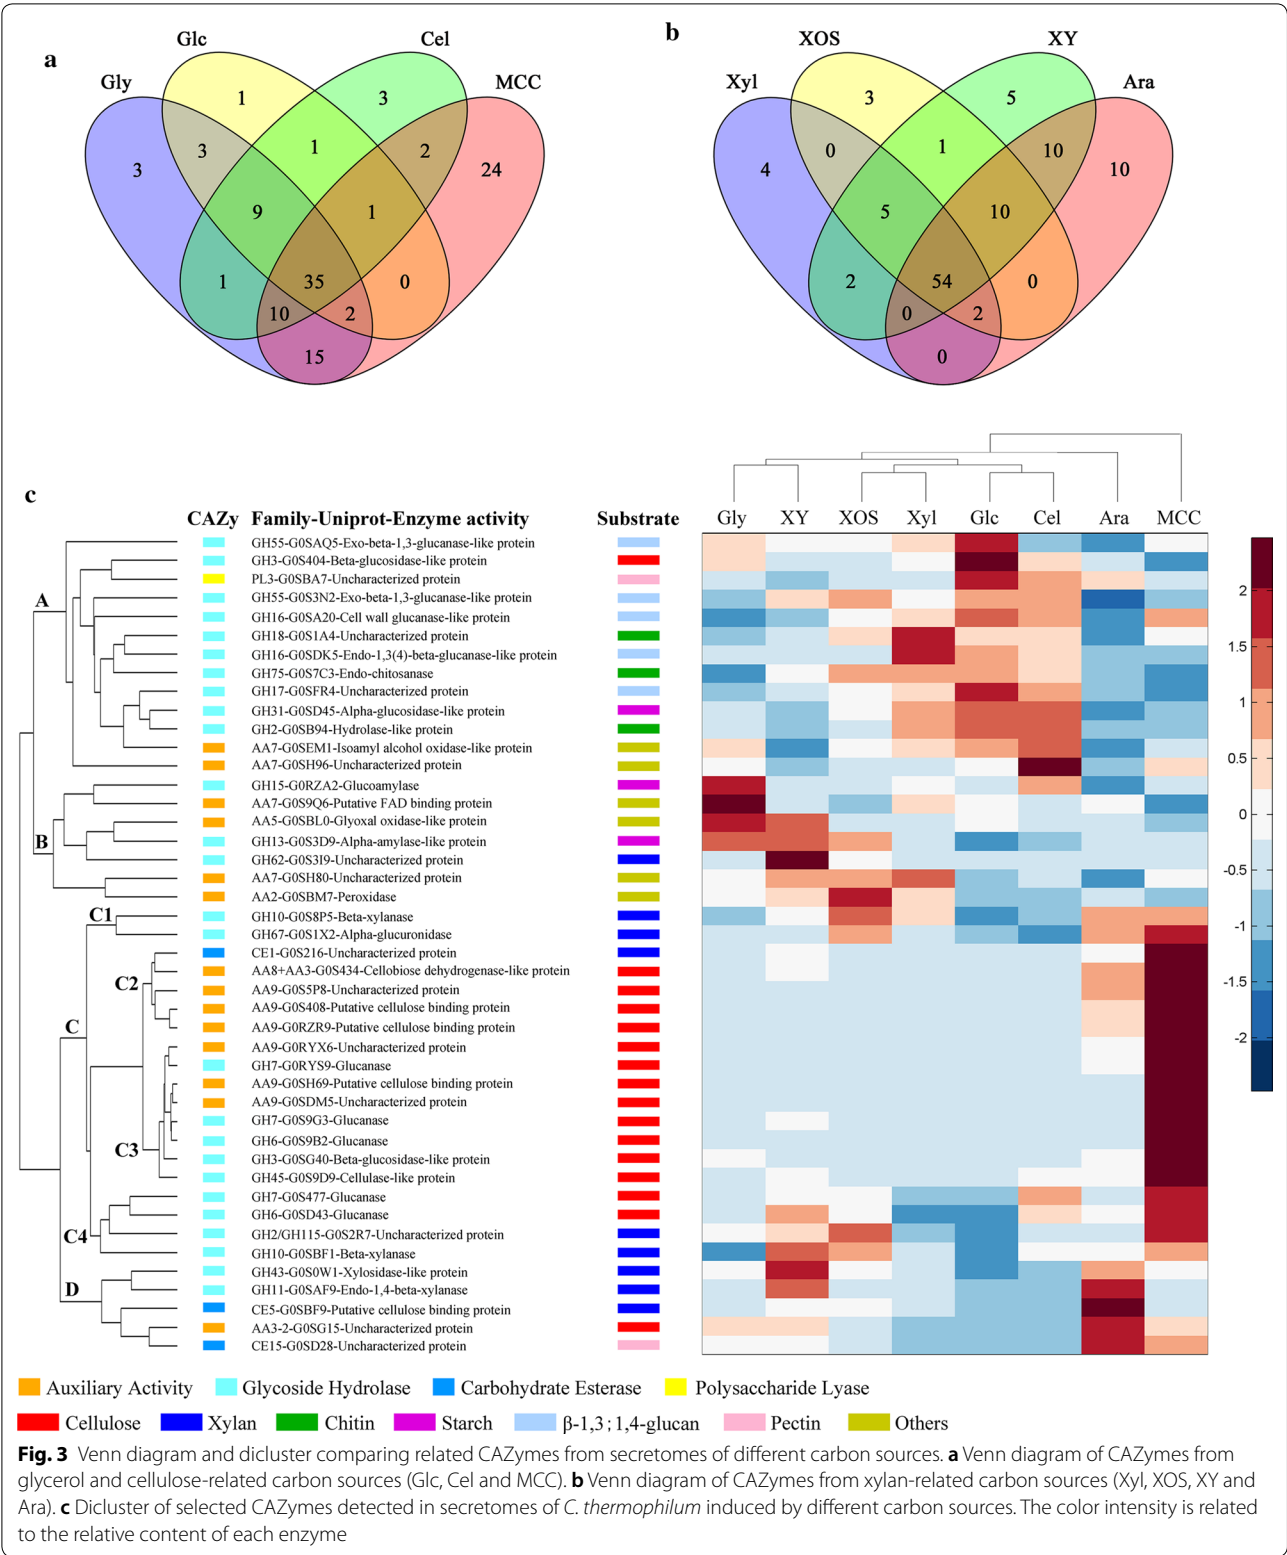 a
Gly
Glc
Cel
MCC
1
3
3
1
2
3
24
9
1
1
35
0
10
2
15
b
Xyl
XOS
XY
Ara
3
5
0
1
10
4
10
5
10
2
54
0
0
2
0
c
CAZy Family-Uniprot-Enzyme activity Substrate Gly XY XOS Xyl Glc Cel Ara MCC
A
B
C
C1
C2
C3
C4
D
GH55-G0SAQ5-Exo-beta-1,3-glucanase-like protein
GH3-G0S404-Beta-glucosidase-like protein
PL3-G0SBA7-Uncharacterized protein
GH55-G0S3N2-Exo-beta-1,3-glucanase-like protein
GH16-G0SA20-Cell wall glucanase-like protein
GH18-G0S1A4-Uncharacterized protein
GH16-G0SDK5-Endo-1,3(4)-beta-glucanase-like protein
GH75-G0S7C3-Endo-chitosanase
GH17-G0SFR4-Uncharacterized protein
GH31-G0SD45-Alpha-glucosidase-like protein
GH2-G0SB94-Hydrolase-like protein
AA7-G0SEM1-Isoamyl alcohol oxidase-like protein
AA7-G0SH96-Uncharacterized protein
GH15-G0RZA2-Glucoamylase
AA7-G0S9Q6-Putative FAD binding protein
AA5-G0SBL0-Glyoxal oxidase-like protein
GH13-G0S3D9-Alpha-amylase-like protein
GH62-G0S3I9-Uncharacterized protein
AA7-G0SH80-Uncharacterized protein
AA2-G0SBM7-Peroxidase
GH10-G0S8P5-Beta-xylanase
GH67-G0S1X2-Alpha-glucuronidase
CE1-G0S216-Uncharacterized protein
AA8+AA3-G0S434-Cellobiose dehydrogenase-like protein
AA9-G0S5P8-Uncharacterized protein
AA9-G0S408-Putative cellulose binding protein
AA9-G0RZR9-Putative cellulose binding protein
AA9-G0RYX6-Uncharacterized protein
GH7-G0RYS9-Glucanase
AA9-G0SH69-Putative cellulose binding protein
AA9-G0SDM5-Uncharacterized protein
GH7-G0S9G3-Glucanase
GH6-G0S9B2-Glucanase
GH3-G0SG40-Beta-glucosidase-like protein
GH45-G0S9D9-Cellulase-like protein
GH7-G0S477-Glucanase
GH6-G0SD43-Glucanase
GH2/GH115-G0S2R7-Uncharacterized protein
GH10-G0SBF1-Beta-xylanase
GH43-G0S0W1-Xylosidase-like protein
GH11-G0SAF9-Endo-1,4-beta-xylanase
CE5-G0SBF9-Putative cellulose binding protein
AA3-2-G0SG15-Uncharacterized protein
CE15-G0SD28-Uncharacterized protein
2
1.5
1
0.5
0
-0.5
-1
-1.5
-2
Auxiliary Activity Glycoside Hydrolase Carbohydrate Esterase Polysaccharide Lyase
Cellulose Xylan Chitin Starch β-1,3 ; 1,4-glucan Pectin Others
Fig. 3 Venn diagram and dicluster comparing related CAZymes from secretomes of different carbon sources. a Venn diagram of CAZymes from
glycerol and cellulose-related carbon sources (Glc, Cel and MCC). b Venn diagram of CAZymes from xylan-related carbon sources (Xyl, XOS, XY and
Ara). c Dicluster of selected CAZymes detected in secretomes of C. thermophilum induced by different carbon sources. The color intensity is related
to the relative content of each enzyme